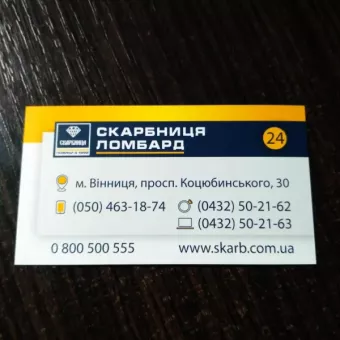 СКАРБНИЦЯ
ЛОМБАРД
24
СКАРБНИЦЯ
м. Вінниця, просп. Коцюбинського, 30
(050) 463-18-74
(0432) 50-21-62
(0432) 50-21-63
0 800 500 555
www.skarb.com.ua